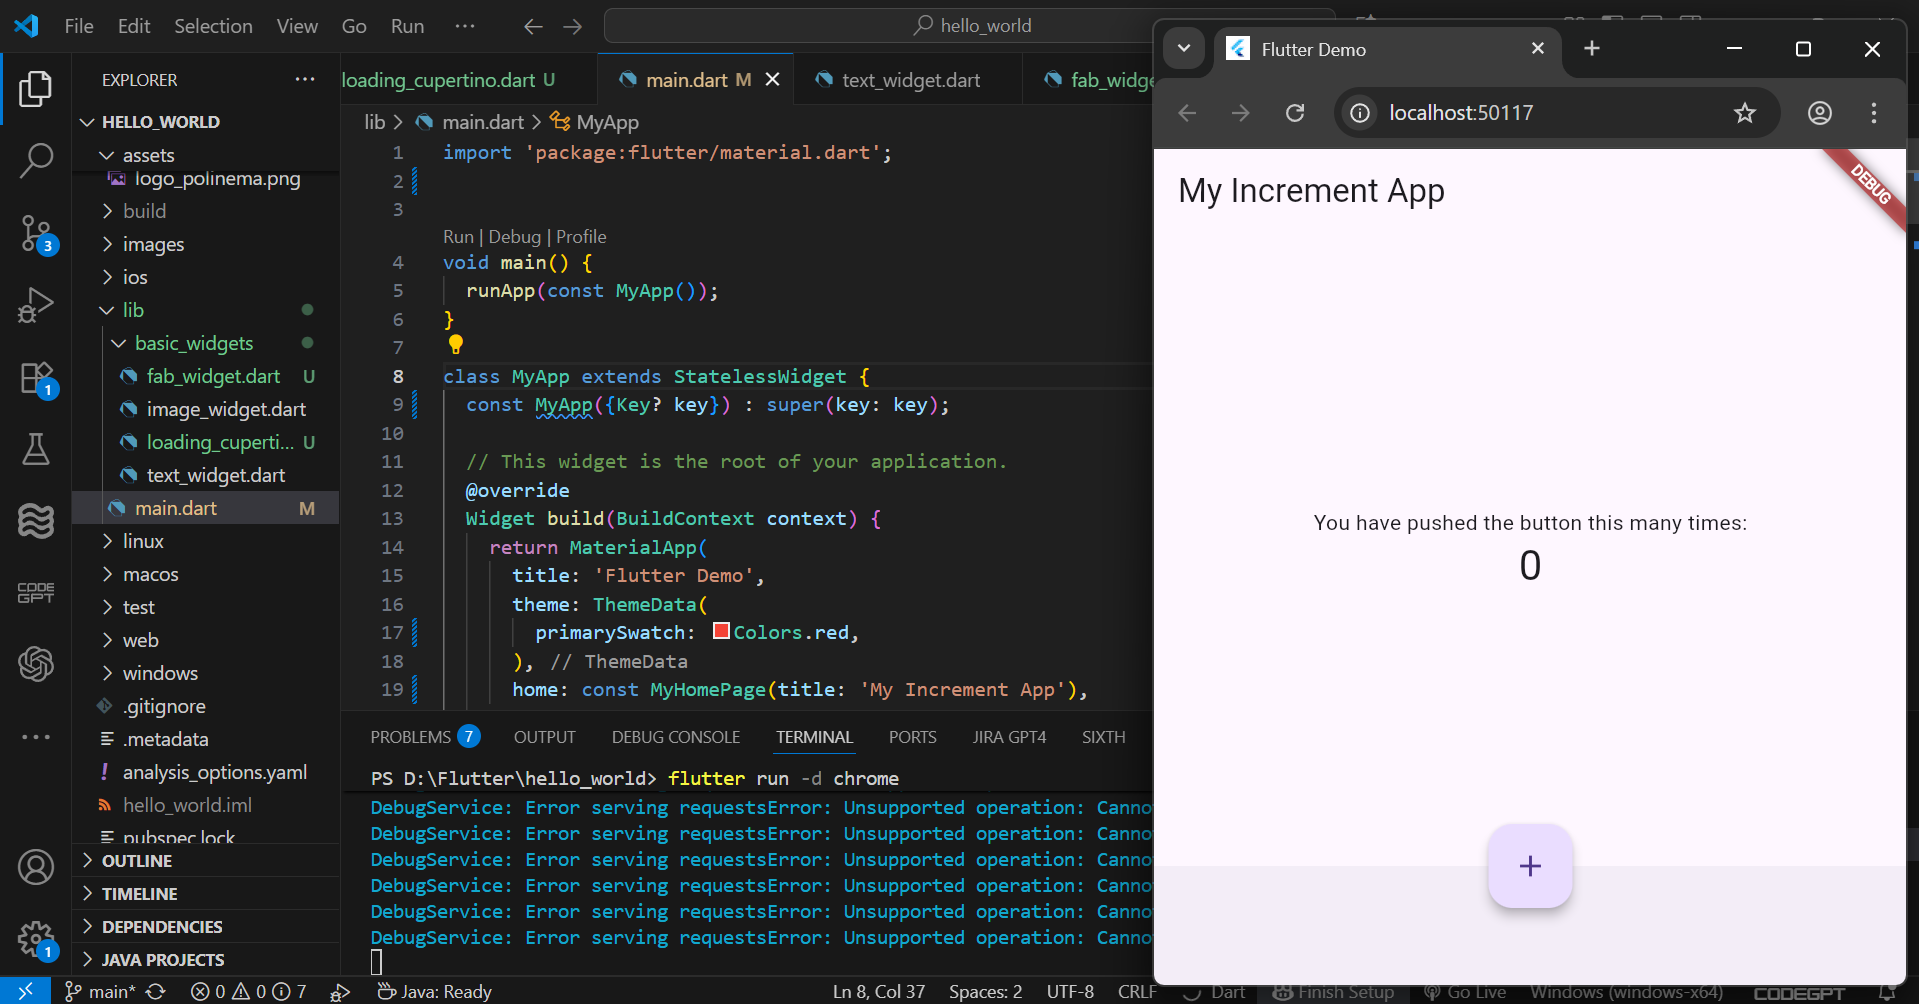 File Edit Selection View Go Run ···
hello_world
EXPLORER ···
HELLO_WORLD
assets
logo_polinema.png
build
images
ios
lib
basic_widgets
fab_widget.dart U
image_widget.dart
loading_cuperti... U
text_widget.dart
main.dart M
linux
macos
test
web
windows
.gitignore
.metadata
analysis_options.yaml
hello_world.iml
pubspec.lock
OUTLINE
TIMELINE
DEPENDENCIES
JAVA PROJECTS
3
1
CODE
GPT
1
loading_cupertino.dart U
main.dart M
text_widget.dart
fab_widge
lib > main.dart > MyApp
1 import 'package:flutter/material.dart';
2
3
Run | Debug | Profile
4 void main() {
5 runApp(const MyApp());
6 }
7
8 class MyApp extends StatelessWidget {
9 const MyApp({Key? key}) : super(key: key);
10
11 // This widget is the root of your application.
12 @override
13 Widget build(BuildContext context) {
14 return MaterialApp(
15 title: 'Flutter Demo',
16 theme: ThemeData(
17 primarySwatch: Colors.red,
18 ), // ThemeData
19 home: const MyHomePage(title: 'My Increment App'),
PROBLEMS 7 OUTPUT DEBUG CONSOLE TERMINAL PORTS JIRA GPT4 SIXTH
PS D:\Flutter\hello_world> flutter run -d chrome
DebugService: Error serving requestsError: Unsupported operation: Canno
DebugService: Error serving requestsError: Unsupported operation: Canno
DebugService: Error serving requestsError: Unsupported operation: Canno
DebugService: Error serving requestsError: Unsupported operation: Canno
DebugService: Error serving requestsError: Unsupported operation: Canno
DebugService: Error serving requestsError: Unsupported operation: Canno
main* 0 0 7 Java: Ready Ln 8, Col 37 Spaces: 2 UTF-8 CRLF Dart Finish Setup Go Live Windows (windows-x64) CODEGPT
Flutter Demo
localhost:50117
My Increment App
DEBUG
You have pushed the button this many times:
0
+